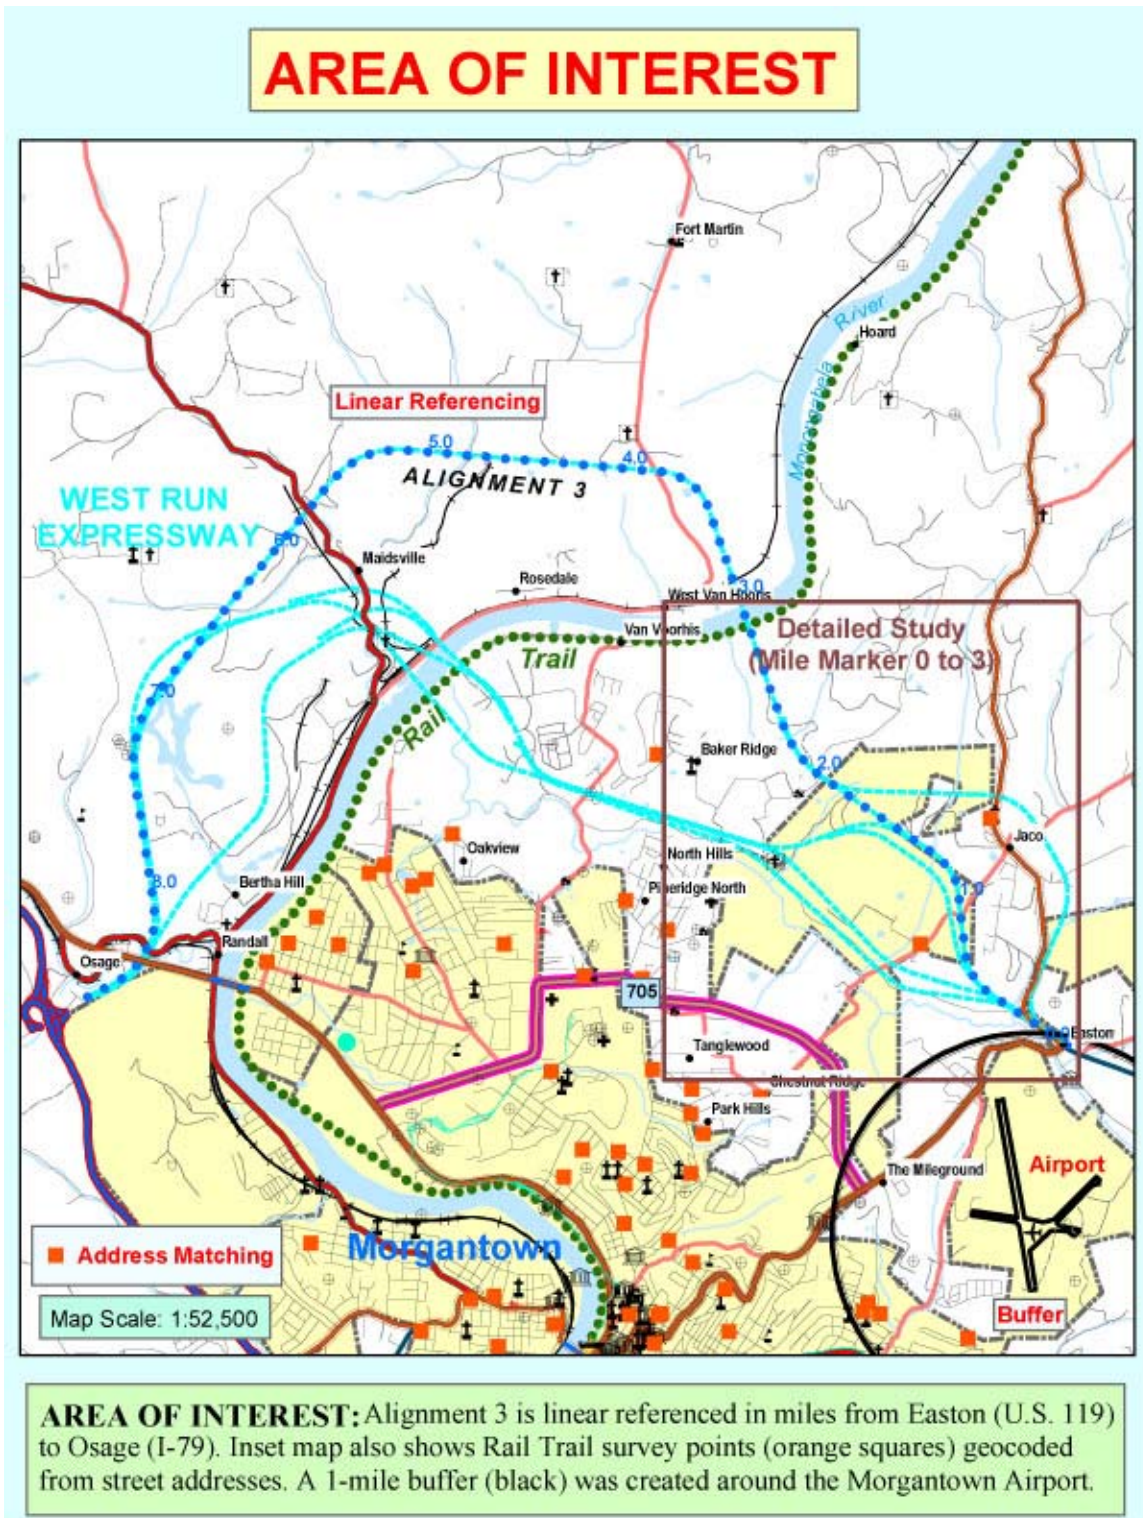 AREA OF INTEREST
Fort Martin
River
Hoard
Monongahela
Linear Referencing
5.0
4.0
ALIGNMENT 3
WEST RUN
EXPRESSWAY
6.0
Maidsville
Rosedale
3.0
West Van Hooris
Van Voorhis
Detailed Study
(Mile Marker 0 to 3)
Trail
Rail
7.0
Baker Ridge
2.0
Jaco
Oakview
North Hills
Bertha Hill
8.0
Pineridge North
1.0
Randall
Osage
705
0.0
Easton
Tanglewood
Chestnut Ridge
Park Hills
The Mileground
Airport
Address Matching
Morgantown
Map Scale: 1:52,500
Buffer
AREA OF INTEREST: Alignment 3 is linear referenced in miles from Easton (U.S. 119)
to Osage (I-79). Inset map also shows Rail Trail survey points (orange squares) geocoded
from street addresses. A 1-mile buffer (black) was created around the Morgantown Airport.